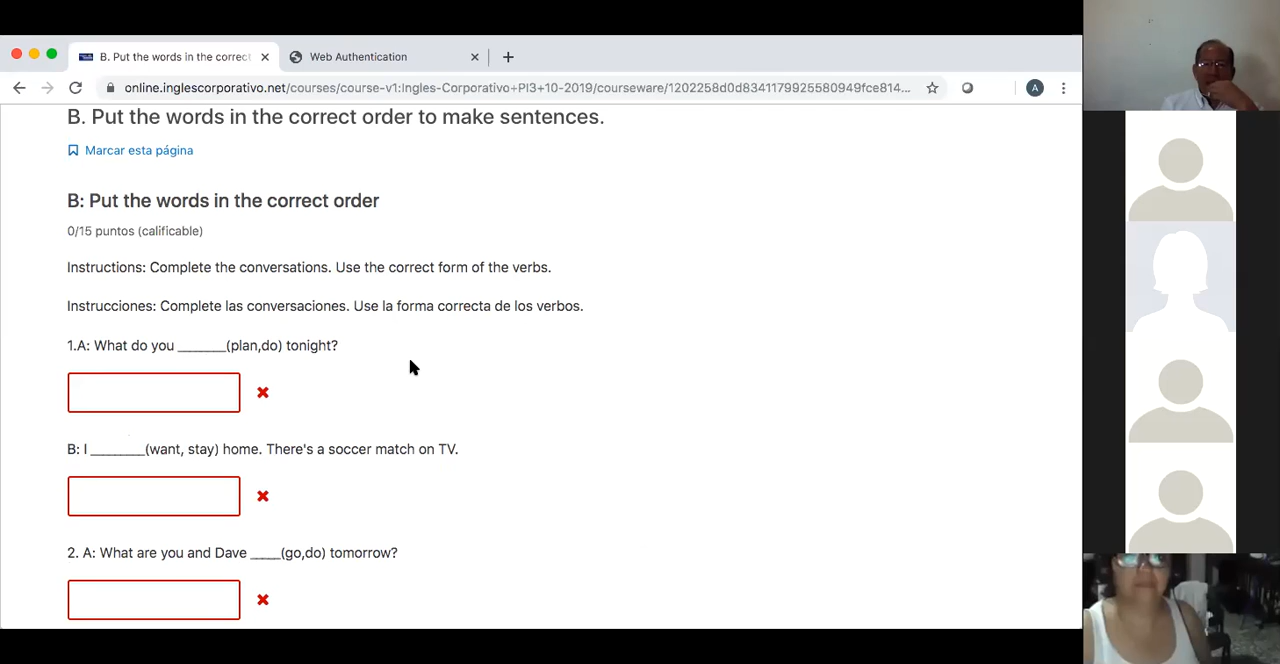 B. Put the words in the correct
Web Authentication
online.inglescorporativo.net/courses/course-v1:Ingles-Corporativo+PI3+10-2019/courseware/1202258d0d8341179925580949fce814...
A
B. Put the words in the correct order to make sentences.
Marcar esta página
B: Put the words in the correct order
0/15 puntos (calificable)
Instructions: Complete the conversations. Use the correct form of the verbs.
Instrucciones: Complete las conversaciones. Use la forma correcta de los verbos.
1.A: What do you _______(plan,do) tonight?
B: I ________(want, stay) home. There's a soccer match on TV.
2. A: What are you and Dave _____(go,do) tomorrow?